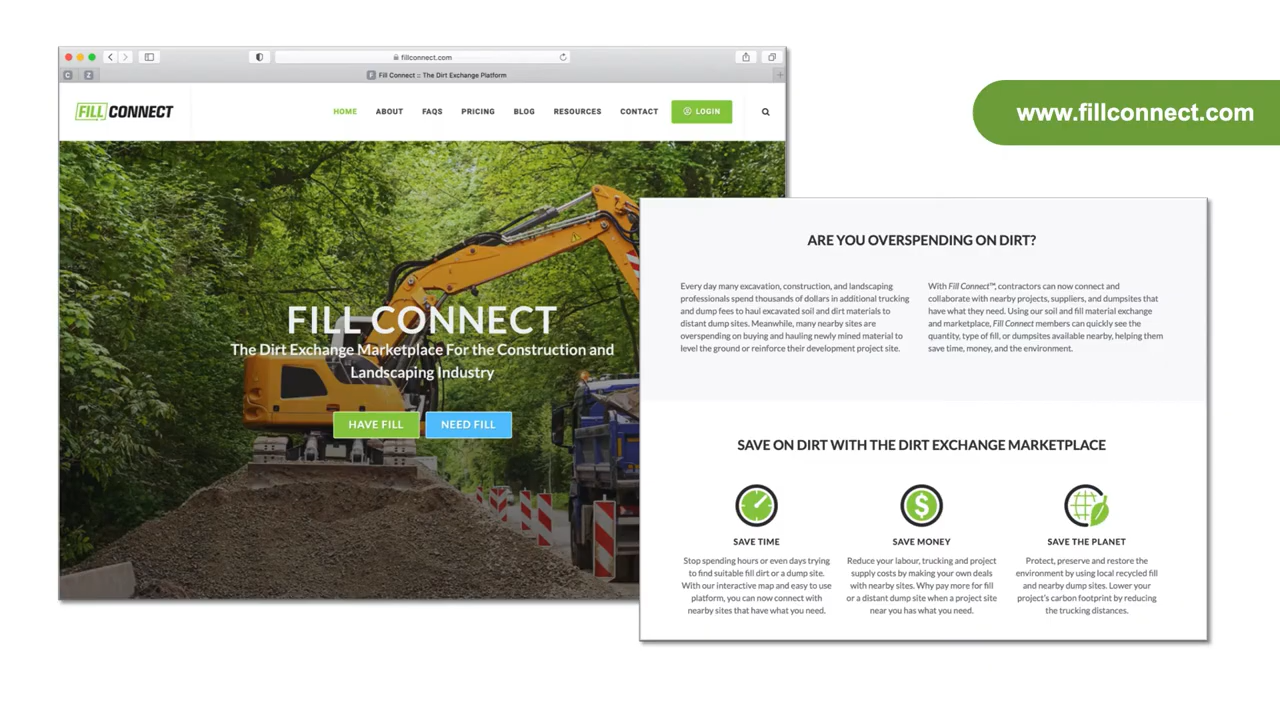 fillconnect.com
Fill Connect :: The Dirt Exchange Platform
FILL CONNECT
HOME ABOUT FAQS PRICING BLOG RESOURCES CONTACT LOGIN
www.fillconnect.com
FILL CONNECT
The Dirt Exchange Marketplace For the Construction and
Landscaping Industry
HAVE FILL NEED FILL
ARE YOU OVERSPENDING ON DIRT?
Every day many excavation, construction, and landscaping
professionals spend thousands of dollars in additional trucking
and dump fees to haul excavated soil and dirt materials to
distant dump sites. Meanwhile, many nearby sites are
overspending on buying and hauling newly mined material to
level the ground or reinforce their development project site.
With Fill Connect™, contractors can now connect and
collaborate with nearby projects, suppliers, and dumpsites that
have what they need. Using our soil and fill material exchange
and marketplace, Fill Connect members can quickly see the
quantity, type of fill, or dumpsites available nearby, helping them
save time, money, and the environment.
SAVE ON DIRT WITH THE DIRT EXCHANGE MARKETPLACE
SAVE TIME
Stop spending hours or even days trying
to find suitable fill dirt or a dump site.
With our interactive map and easy to use
platform, you can now connect with
nearby sites that have what you need.
SAVE MONEY
Reduce your labour, trucking and project
supply costs by making your own deals
with nearby sites. Why pay more for fill
or a distant dump site when a project site
near you has what you need.
SAVE THE PLANET
Protect, preserve and restore the
environment by using local recycled fill
and nearby dump sites. Lower your
project's carbon footprint by reducing
the trucking distances.